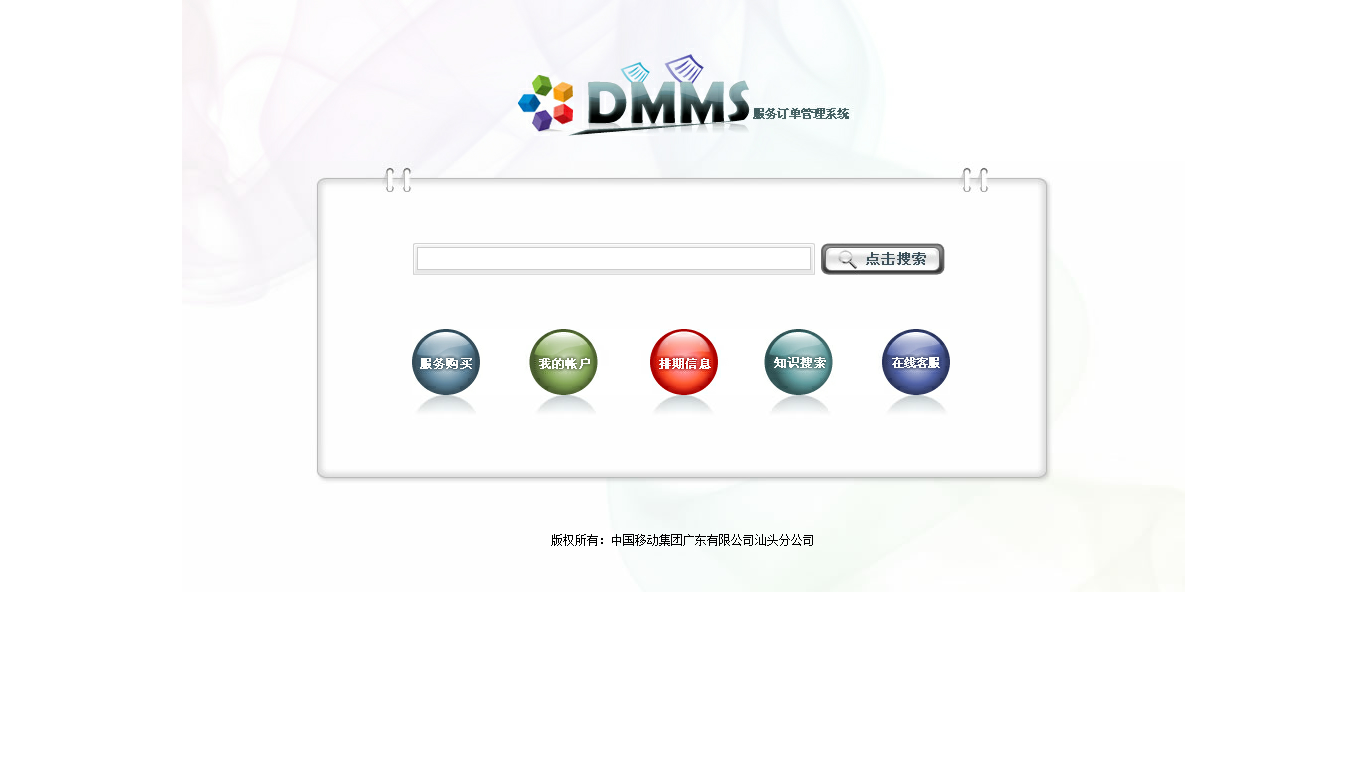 DMMS 服务订单管理系统
点击搜索
服务购买 我的帐户 排期信息 知识搜索 在线客服
版权所有：中国移动集团广东有限公司汕头分公司